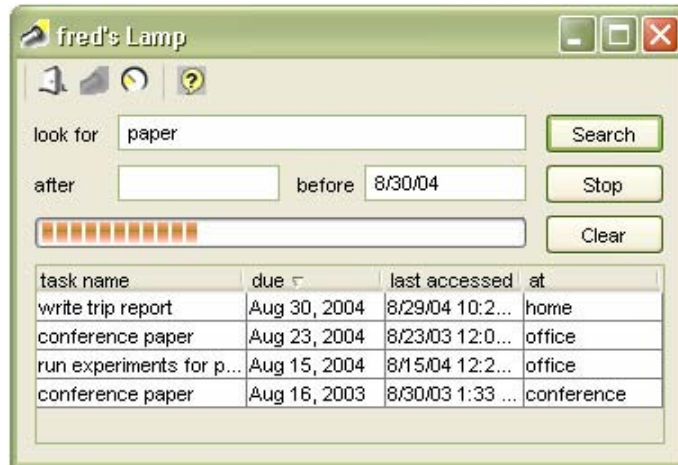 fred's Lamp
look for paper Search
after before 8/30/04 Stop
Clear
task name due last accessed at
write trip report Aug 30, 2004 8/29/04 10:2... home
conference paper Aug 23, 2004 8/23/03 12:0... office
run experiments for p... Aug 15, 2004 8/15/04 12:2... office
conference paper Aug 16, 2003 8/30/03 1:33 ... conference